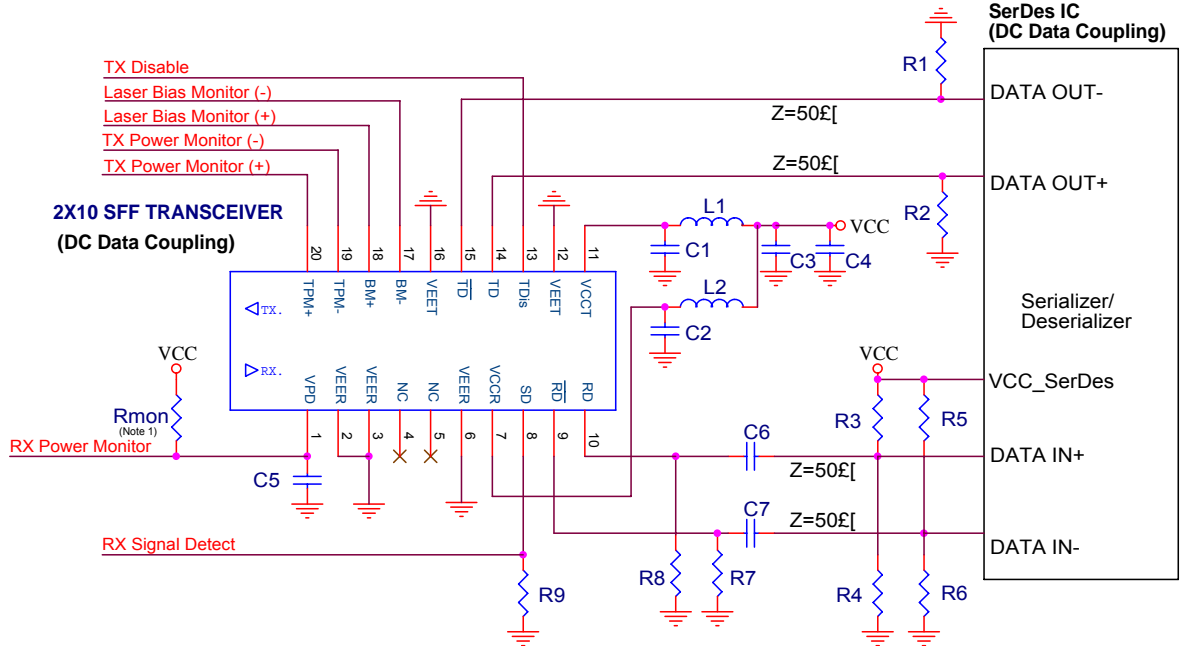 SerDes IC
(DC Data Coupling)
R1
TX Disable
Laser Bias Monitor (-)
DATA OUT-
Laser Bias Monitor (+)
Z=50£[
TX Power Monitor (-)
TX Power Monitor (+)
Z=50£[
DATA OUT+
2X10 SFF TRANSCEIVER
(DC Data Coupling)
L1
R2
VCC
C1
C3
C4
20
19
18
17
16
15
14
13
12
11
L2
TPM+
TPM-
BM+
BM-
VEET
TD
TD
TDis
VEET
VCCT
TX.
C2
Serializer/
Deserializer
VCC
VCC
RX.
VPD
VEER
VEER
NC
NC
VEER
VCCR
SD
RD
RD
VCC_SerDes
Rmon
(Note 1)
R3
R5
1
2
3
4
5
6
7
8
9
10
RX Power Monitor
C6
DATA IN+
C5
Z=50£[
C7
Z=50£[
RX Signal Detect
DATA IN-
R9
R8
R7
R4
R6